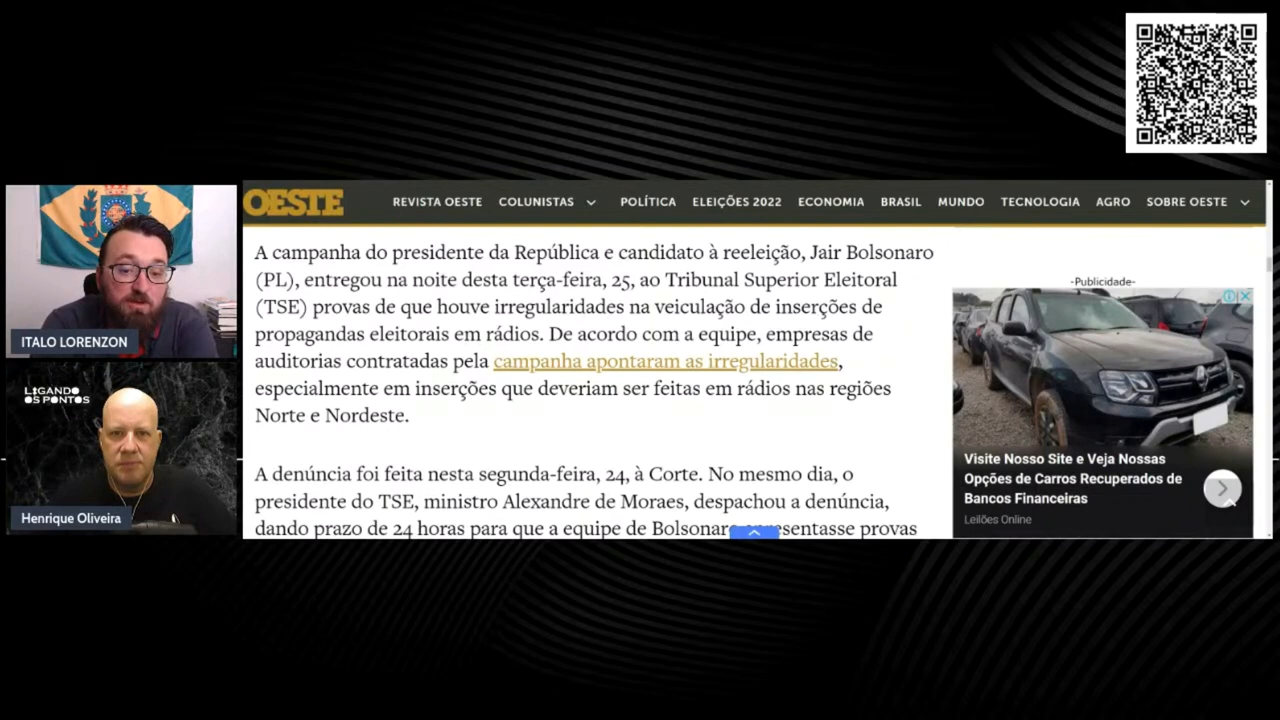 OESTE
REVISTA OESTE COLUNISTAS POLÍTICA ELEIÇÕES 2022 ECONOMIA BRASIL MUNDO TECNOLOGIA AGRO SOBRE OESTE
A campanha do presidente da República e candidato à reeleição, Jair Bolsonaro
(PL), entregou na noite desta terça-feira, 25, ao Tribunal Superior Eleitoral
(TSE) provas de que houve irregularidades na veiculação de inserções de
propagandas eleitorais em rádios. De acordo com a equipe, empresas de
auditorias contratadas pela campanha apontaram as irregularidades,
especialmente em inserções que deveriam ser feitas em rádios nas regiões
Norte e Nordeste.
A denúncia foi feita nesta segunda-feira, 24, à Corte. No mesmo dia, o
presidente do TSE, ministro Alexandre de Moraes, despachou a denúncia,
dando prazo de 24 horas para que a equipe de provas
-Publicidade-
Visite Nosso Site e Veja Nossas
Opções de Carros Recuperados de
Bancos Financeiras
Leilões Online
ITALO LORENZON
LIGANDO
OS PONTOS
Henrique Oliveira